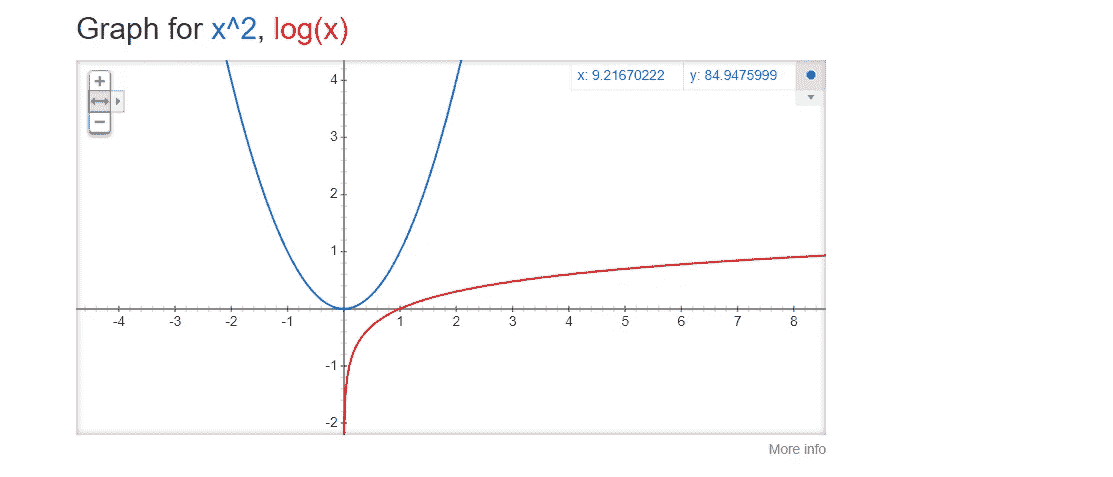 Graph for x^2, log(x)
x: 9.21670222 y: 84.9475999
+
−
4
3
2
1
-4 -3 -2 -1 1 2 3 4 5 6 7 8
-1
-2
More info